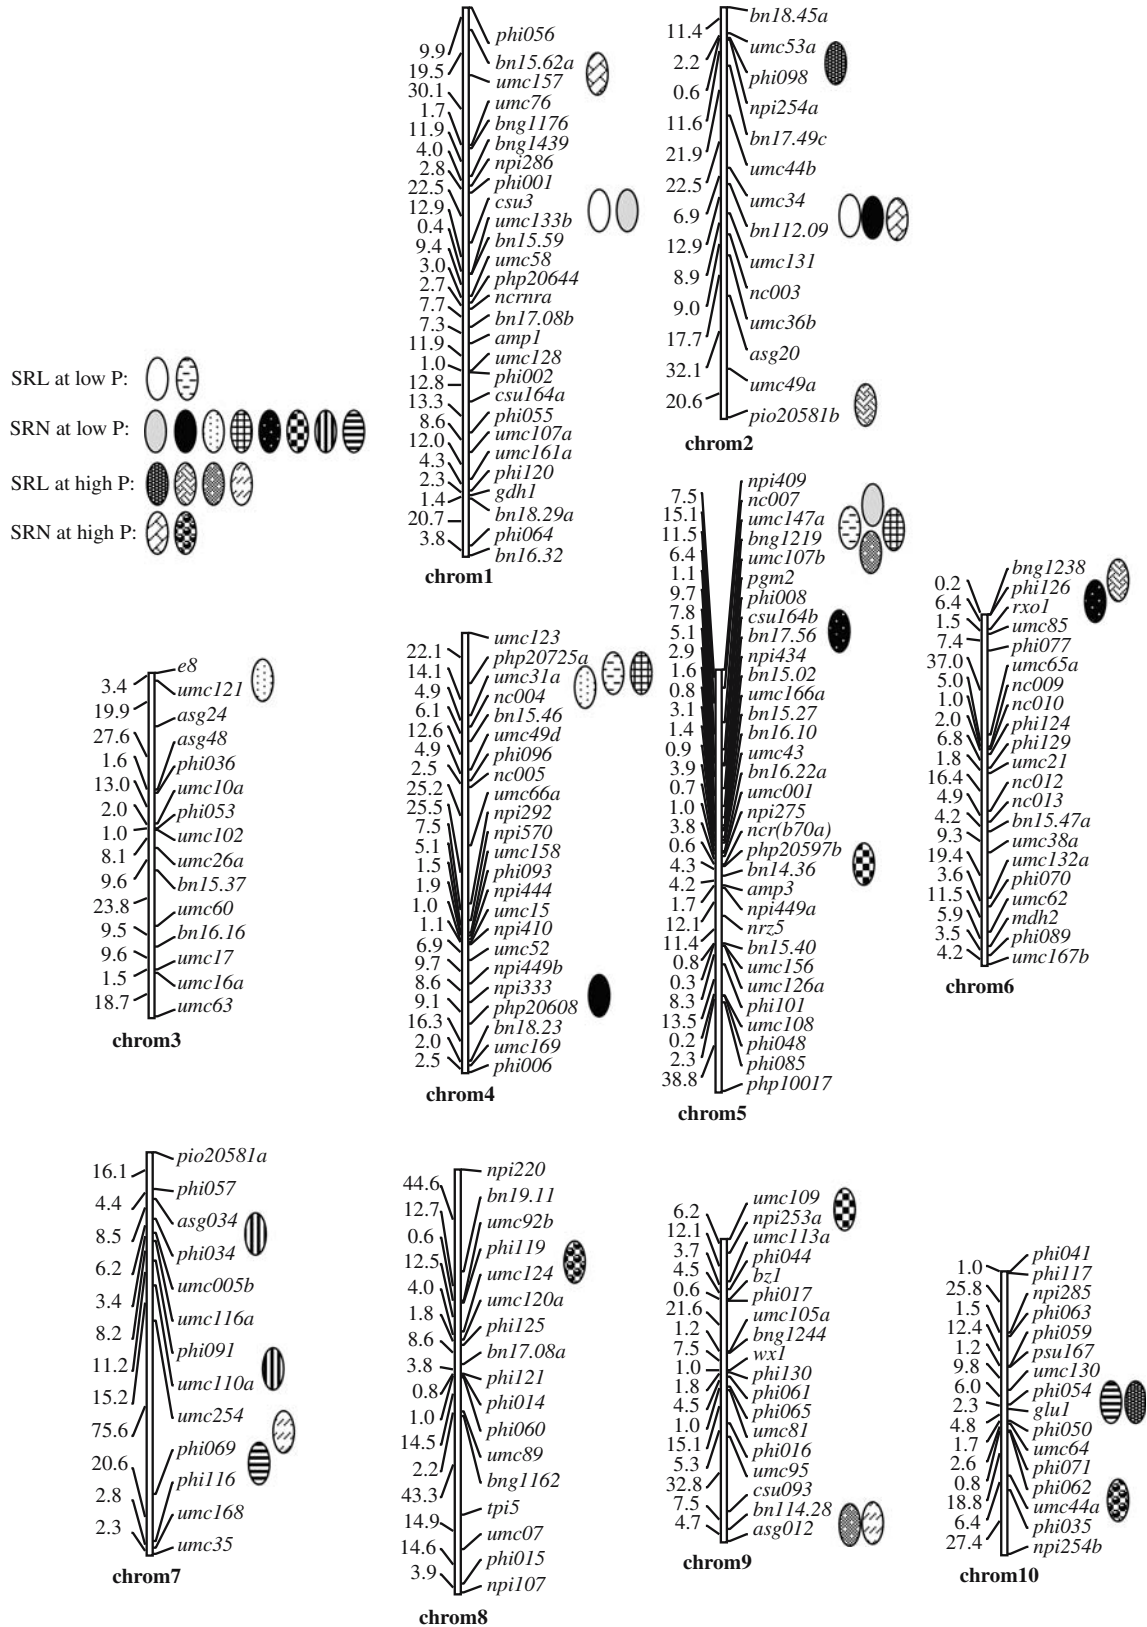 SRL at low P:
SRN at low P:
SRL at high P:
SRN at high P:
9.9
19.5
30.1
1.7
11.9
4.0
2.8
22.5
12.9
0.4
9.4
3.0
2.7
7.7
7.3
11.9
1.0
12.8
13.3
8.6
12.0
4.3
2.3
1.4
20.7
3.8
phi056
bn15.62a
umc157
umc76
bng1176
bng1439
npi286
phi001
csu3
umc133b
bn15.59
umc58
php20644
ncrnra
bn17.08b
amp1
umc128
phi002
csu164a
phi055
umc107a
umc161a
phi120
gdh1
bn18.29a
phi064
bn16.32
chrom1
11.4
2.2
0.6
11.6
21.9
22.5
6.9
12.9
8.9
9.0
17.7
32.1
20.6
bn18.45a
umc53a
phi098
npi254a
bn17.49c
umc44b
umc34
bn112.09
umc131
nc003
umc36b
asg20
umc49a
pio20581b
chrom2
3.4
19.9
27.6
1.6
13.0
2.0
1.0
8.1
9.6
23.8
9.5
9.6
1.5
18.7
e8
umc121
asg24
asg48
phi036
umc10a
phi053
umc102
umc26a
bn15.37
umc60
bn16.16
umc17
umc16a
umc63
chrom3
22.1
14.1
4.9
6.1
12.6
4.9
2.5
25.2
25.5
7.5
5.1
1.5
1.9
1.0
1.1
6.9
9.7
8.6
9.1
16.3
2.0
2.5
umc123
php20725a
umc31a
nc004
bn15.46
umc49d
phi096
nc005
umc66a
npi292
npi570
umc158
phi093
npi444
umc15
npi410
umc52
npi449b
npi333
php20608
bn18.23
umc169
phi006
chrom4
7.5
15.1
11.5
6.4
1.1
9.7
7.8
5.1
2.9
1.6
0.8
3.1
1.4
0.9
3.9
0.7
1.0
3.8
0.6
4.3
4.2
1.7
12.1
11.4
0.8
0.3
8.3
13.5
0.2
2.3
38.8
npi409
nc007
umc147a
bng1219
umc107b
pgm2
phi008
csu164b
bn17.56
npi434
bn15.02
umc166a
bn15.27
bn16.10
umc43
bn16.22a
umc001
npi275
ncr(b70a)
php20597b
bn14.36
amp3
npi449a
nrz5
bn15.40
umc156
umc126a
phi101
umc108
phi048
phi085
php10017
chrom5
0.2
6.4
1.5
7.4
37.0
5.0
1.0
2.0
6.8
1.8
16.4
4.9
4.2
9.3
19.4
3.6
11.5
5.9
3.5
4.2
bng1238
phi126
rxo1
umc85
phi077
umc65a
nc009
nc010
phi124
phi129
umc21
nc012
nc013
bn15.47a
umc38a
umc132a
phi070
umc62
mdh2
phi089
umc167b
chrom6
16.1
4.4
8.5
6.2
3.4
8.2
11.2
15.2
75.6
20.6
2.8
2.3
pio20581a
phi057
asg034
phi034
umc005b
umc116a
phi091
umc110a
umc254
phi069
phi116
umc168
umc35
chrom7
44.6
12.7
0.6
12.5
4.0
1.8
8.6
3.8
0.8
1.0
14.5
2.2
43.3
14.9
14.6
3.9
npi220
bn19.11
umc92b
phi119
umc124
umc120a
phi125
bn17.08a
phi121
phi014
phi060
umc89
bng1162
tpi5
umc07
phi015
npi107
chrom8
6.2
12.1
3.7
4.5
0.6
21.6
1.2
7.5
1.0
1.8
4.5
1.0
15.1
5.3
32.8
7.5
4.7
umc109
npi253a
umc113a
phi044
bz1
phi017
umc105a
bng1244
wx1
phi130
phi061
phi065
umc81
phi016
umc95
csu093
bn114.28
asg012
chrom9
1.0
25.8
1.5
12.4
1.2
9.8
6.0
2.3
4.8
1.7
2.6
0.8
18.8
6.4
27.4
phi041
phi117
npi285
phi063
phi059
psu167
umc130
phi054
glu1
phi050
umc64
phi071
phi062
umc44a
phi035
npi254b
chrom10